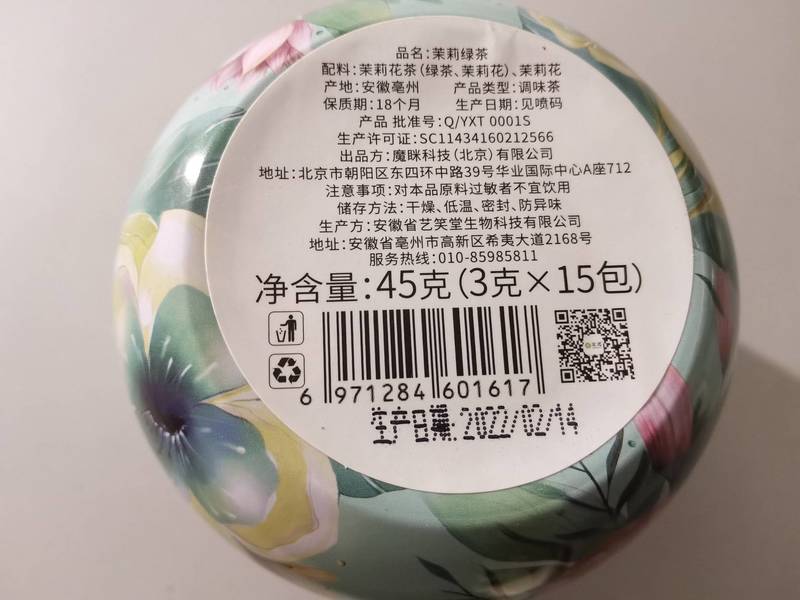 品名:茉莉绿茶
配料:茉莉花茶(绿茶、茉莉花)、茉莉花
产地:安徽亳州 产品类型:调味茶
保质期:18个月 生产日期:见喷码
产品 批准号:Q/YXT 0001S
生产许可证:SC11434160212566
出品方:魔眯科技(北京)有限公司
地址:北京市朝阳区东四环中路39号华业国际中心A座712
注意事项:对本品原料过敏者不宜饮用
储存方法:干燥、低温、密封、防异味
生产方:安徽省艺笑堂生物科技有限公司
地址:安徽省亳州市高新区希夷大道2168号
服务热线:010-85985811
净含量:45克(3克×15包)
6 971284 601617
生产日期: 2022/02/14